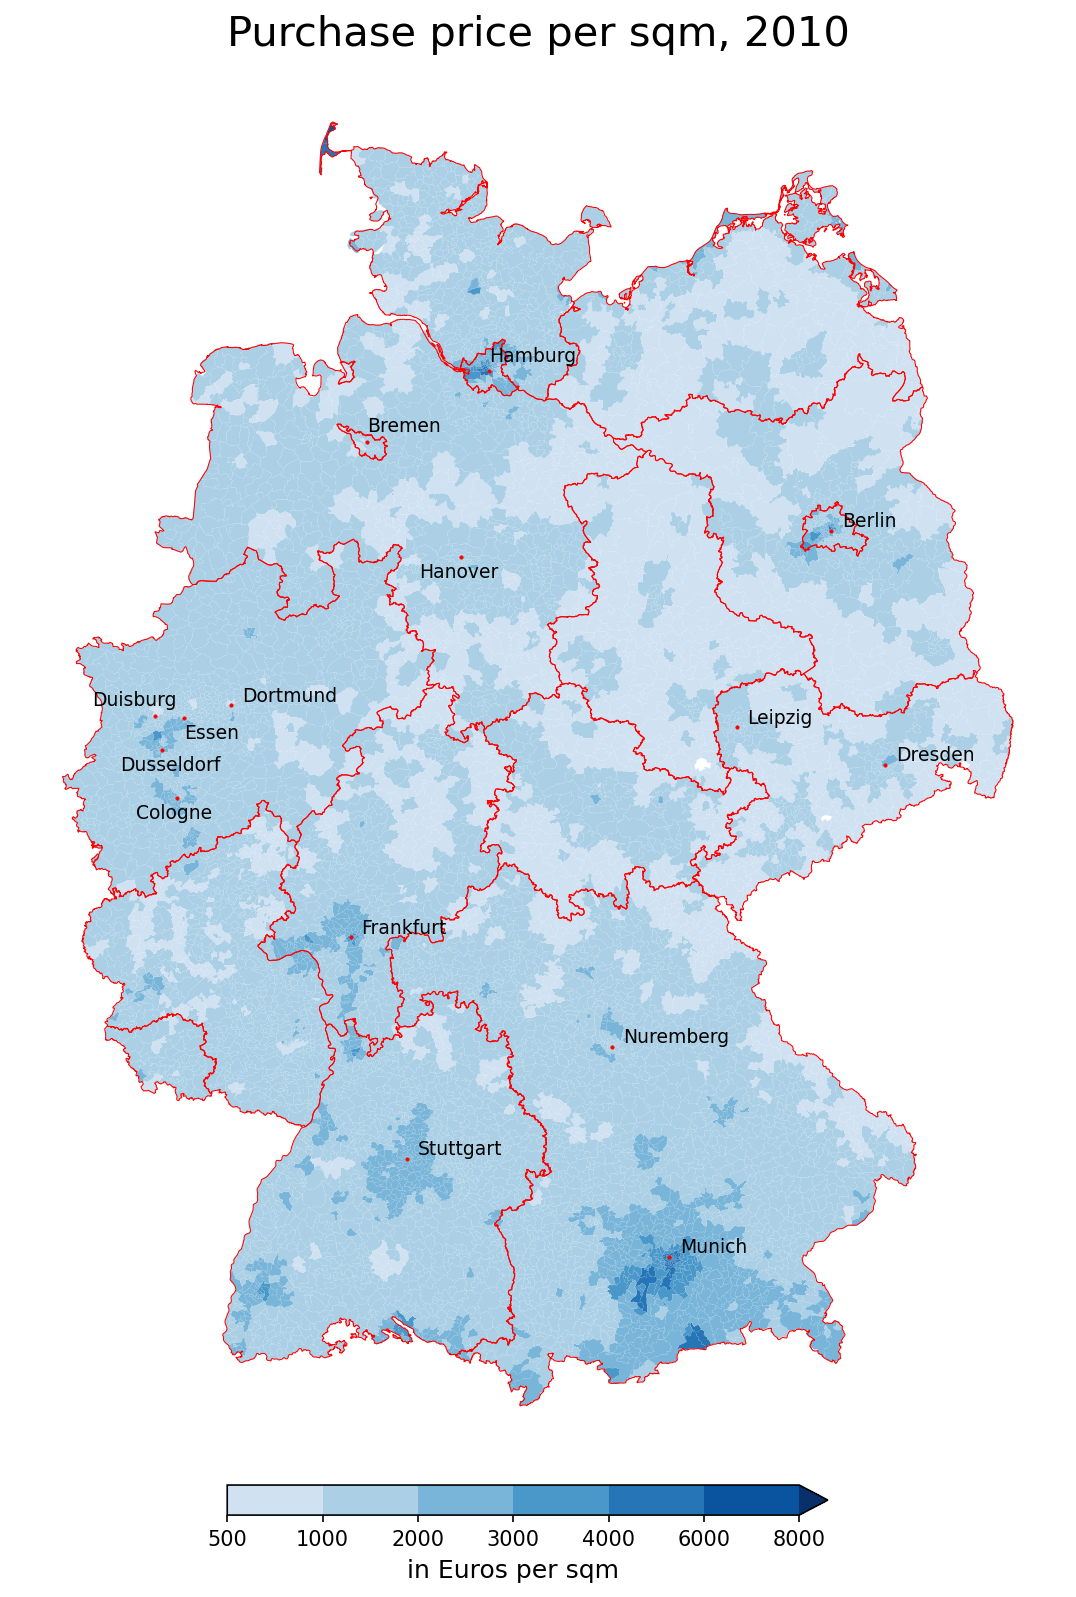 Purchase price per sqm, 2010
Hamburg
Bremen
Berlin
Hanover
Duisburg
Dortmund
Essen
Dusseldorf
Cologne
Leipzig
Dresden
Frankfurt
Nuremberg
Stuttgart
Munich
500 1000 2000 3000 4000 6000 8000
in Euros per sqm